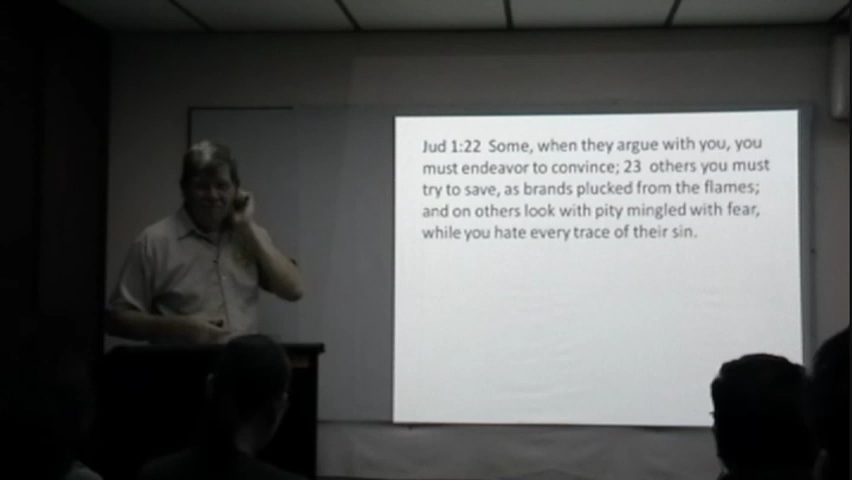 Jud 1:22 Some, when they argue with you, you
must endeavor to convince; 23 others you must
try to save, as brands plucked from the flames;
and on others look with pity mingled with fear,
while you hate every trace of their sin.